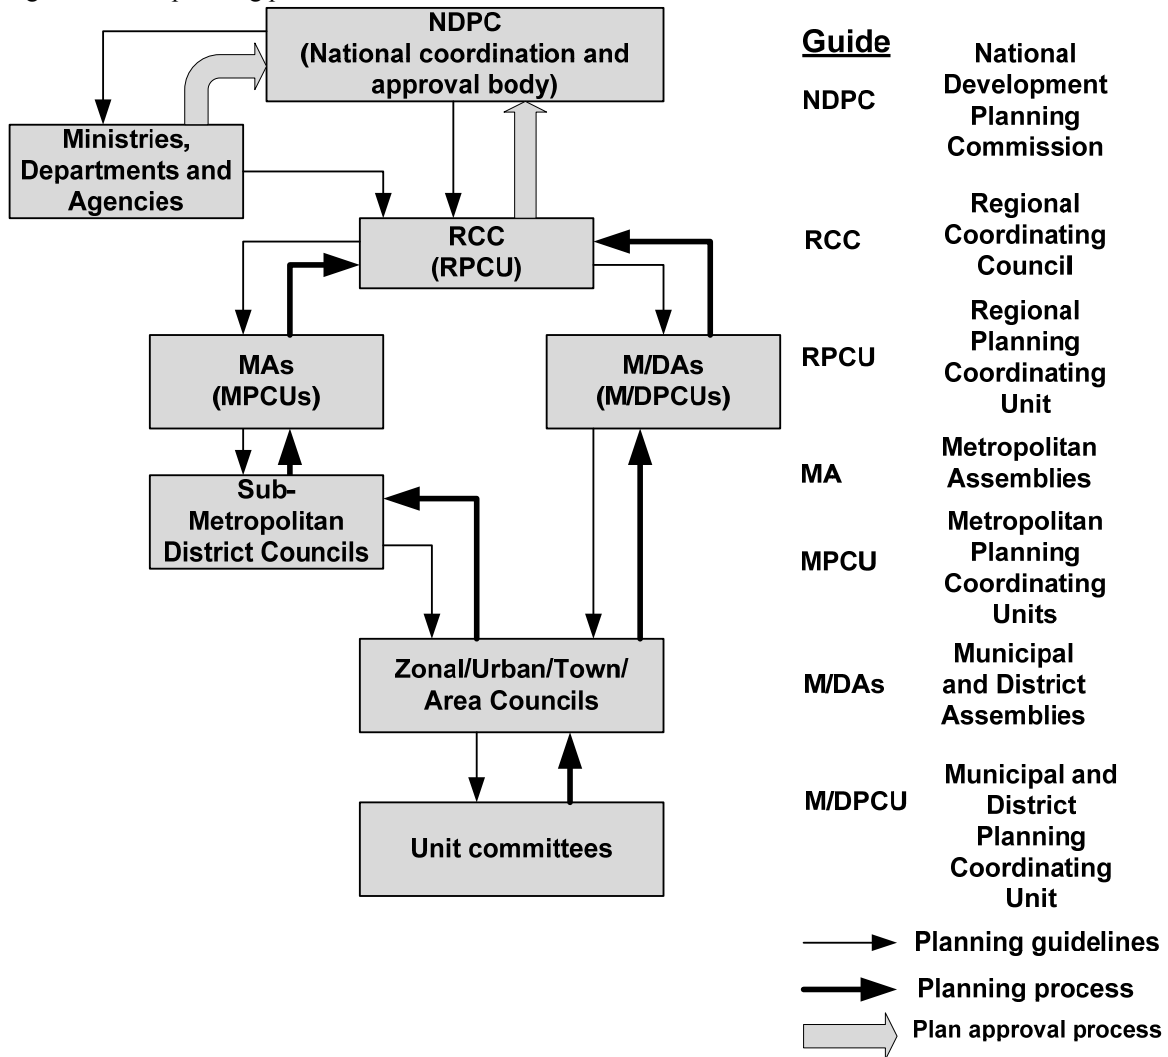 NDPC
(National coordination and
approval body)
Ministries,
Departments and
Agencies
RCC
(RPCU)
MAs
(MPCUs)
M/DAs
(M/DPCUs)
Sub-
Metropolitan
District Councils
Zonal/Urban/Town/
Area Councils
Unit committees
Guide
NDPC
National
Development
Planning
Commission
RCC
Regional
Coordinating
Council
RPCU
Regional
Planning
Coordinating
Unit
MA
Metropolitan
Assemblies
MPCU
Metropolitan
Planning
Coordinating
Units
M/DAs
Municipal
and District
Assemblies
M/DPCU
Municipal and
District
Planning
Coordinating
Unit
Planning guidelines
Planning process
Plan approval process